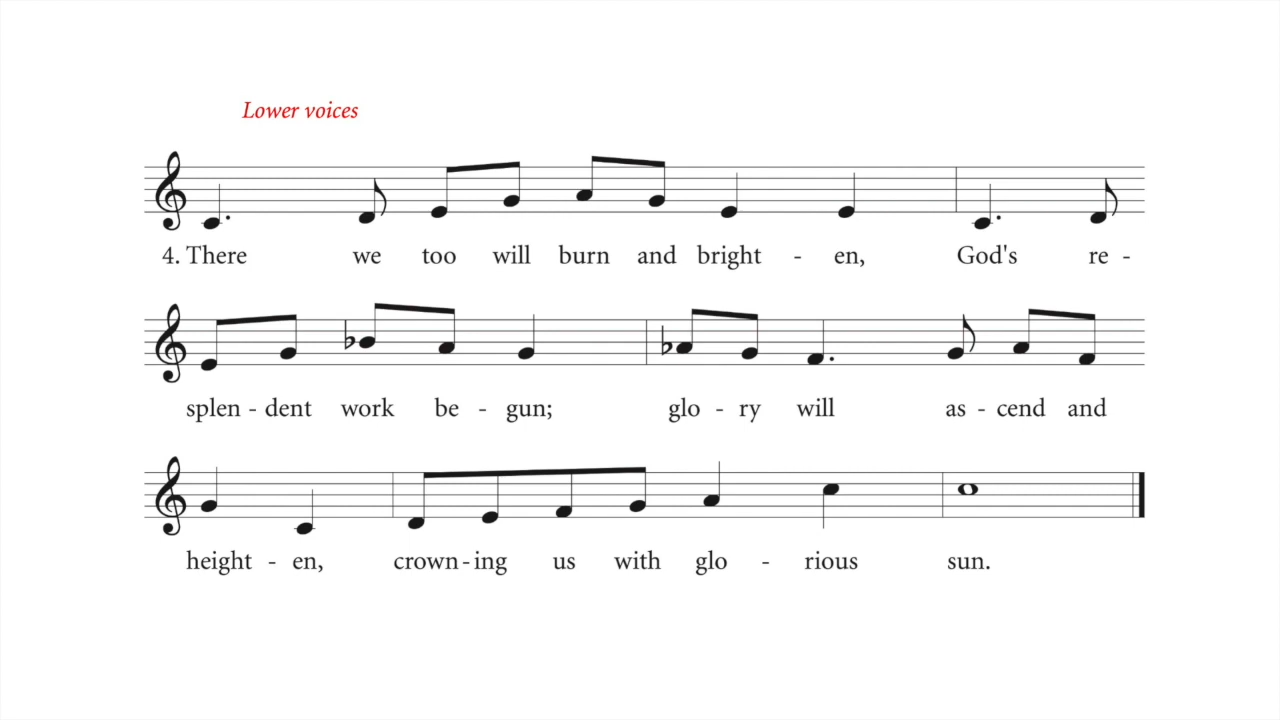 Lower voices
4. There we too will burn and bright - en, God's re -
splen - dent work be - gun; glo - ry will as - cend and
height - en, crown - ing us with glo - rious sun.